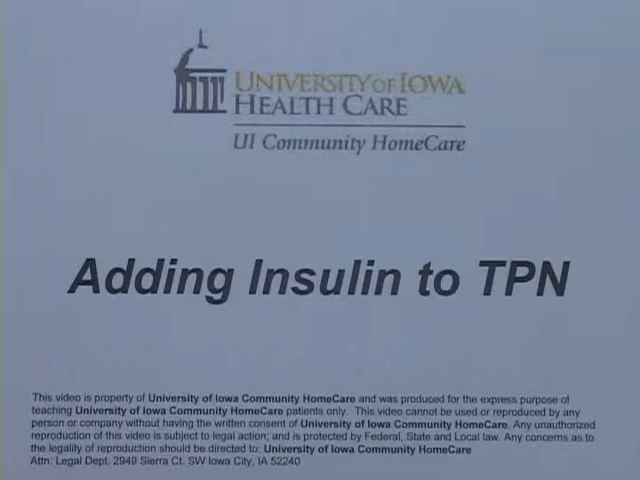 UNIVERSITY OF IOWA
HEALTH CARE
UI Community HomeCare
Adding Insulin to TPN
This video is property of University of Iowa Community HomeCare and was produced for the express purpose of
teaching University of Iowa Community HomeCare patients only. This video cannot be used or reproduced by any
person or company without having the written consent of University of Iowa Community HomeCare. Any unauthorized
reproduction of this video is subject to legal action; and is protected by Federal, State and Local law. Any concerns as to
the legality of reproduction should be directed to: University of Iowa Community HomeCare
Attn: Legal Dept. 2949 Sierra Ct. SW Iowa City, IA 52240